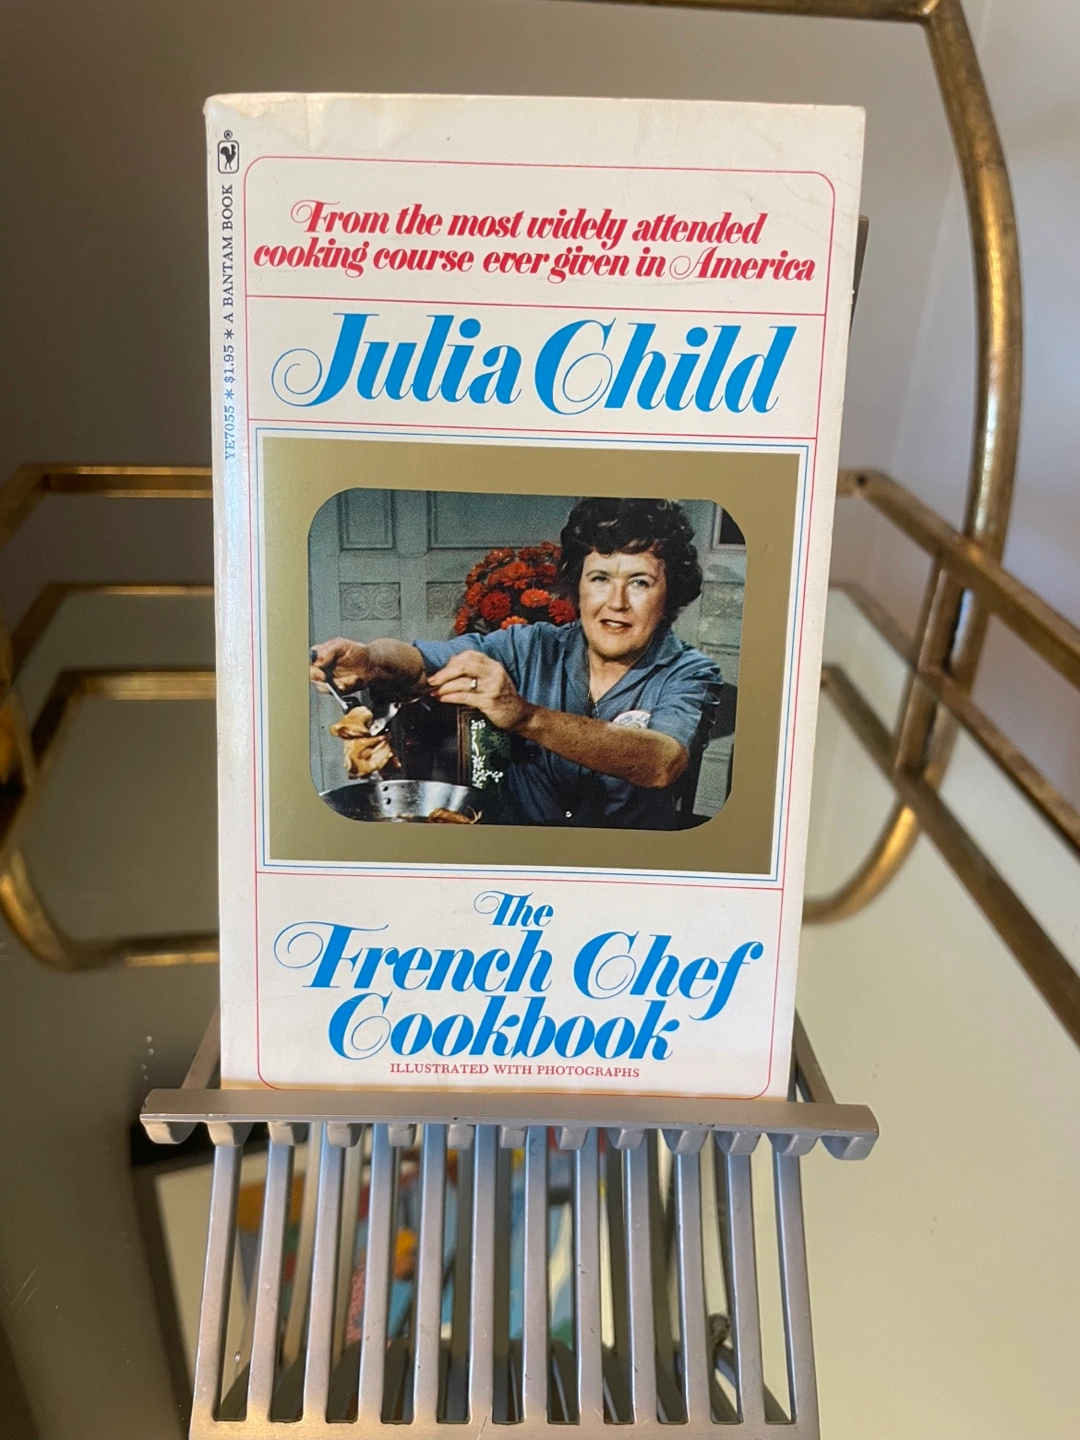 From the most widely attended
cooking course ever given in America
Julia Child
The
French Chef
Cookbook
ILLUSTRATED WITH PHOTOGRAPHS
YE7055 * $1.95 * A BANTAM BOOK ®